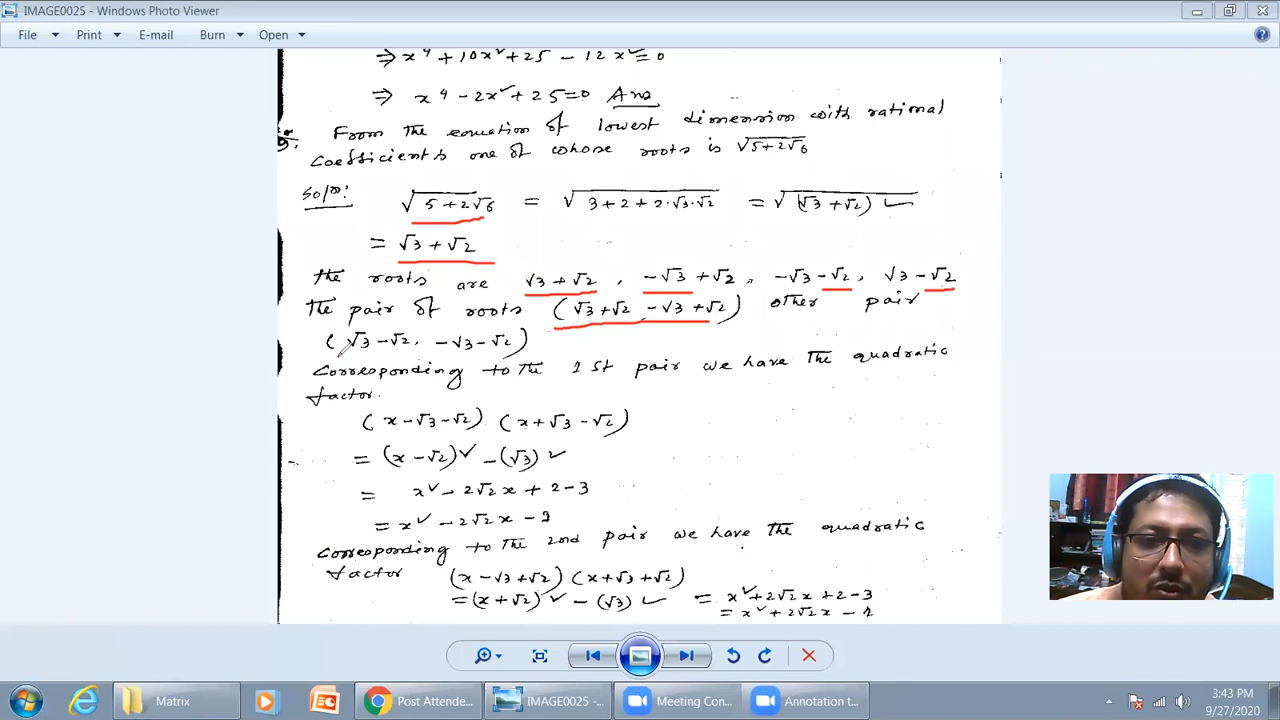 IMAGE0025 - Windows Photo Viewer
File Print E-mail Burn Open
⇒ x⁴ + 10x² + 25 - 12x² = 0
⇒ x⁴ - 2x² + 25 = 0 Ans
From the equation of lowest dimension with rational
coefficients one of whose roots is √(5+2√6)
Solⁿ: √(5+2√6) = √(3+2+2.√3.√2) = √((√3+√2)²)
= √3+√2
the roots are √3+√2, -√3+√2, -√3-√2, √3-√2
The pair of roots (√3+√2, -√3+√2) other pair
(√3-√2, -√3-√2)
Corresponding to the 1st pair we have the quadratic
factor.
(x-√3-√2) (x+√3-√2)
= (x-√2)² - (√3)²
= x² - 2√2x + 2-3
= x² - 2√2x - 1
Corresponding to the 2nd pair we have the quadratic
factor (x-√3+√2) (x+√3+√2)
= (x+√2)² - (√3)² = x² + 2√2x + 2-3
= x² + 2√2x - 1
Matrix Post Attende... IMAGE0025 -... Meeting Con... Annotation t...
3:43 PM
9/27/2020